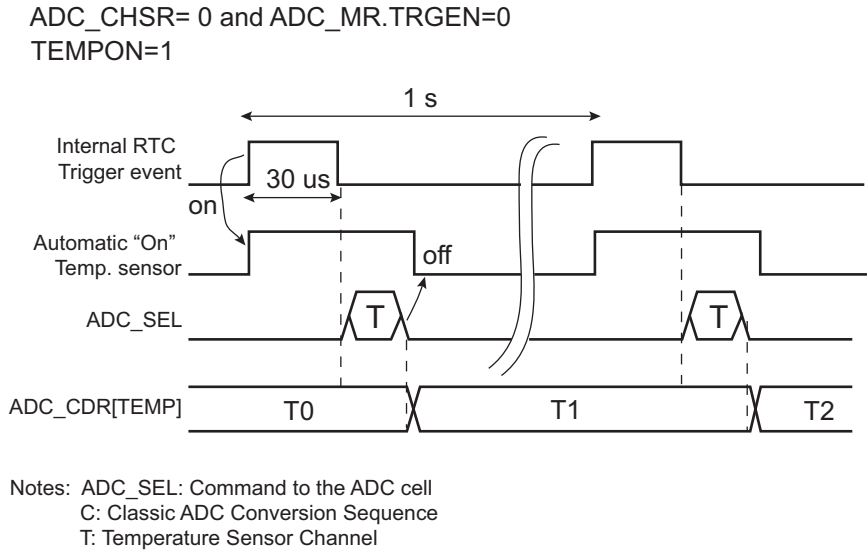 ADC_CHSR= 0 and ADC_MR.TRGEN=0
TEMPON=1
1 s
Internal RTC
Trigger event
30 us
on
Automatic “On”
Temp. sensor
off
ADC_SEL
T
T
ADC_CDR[TEMP]
T0
T1
T2
Notes: ADC_SEL: Command to the ADC cell
C: Classic ADC Conversion Sequence
T: Temperature Sensor Channel